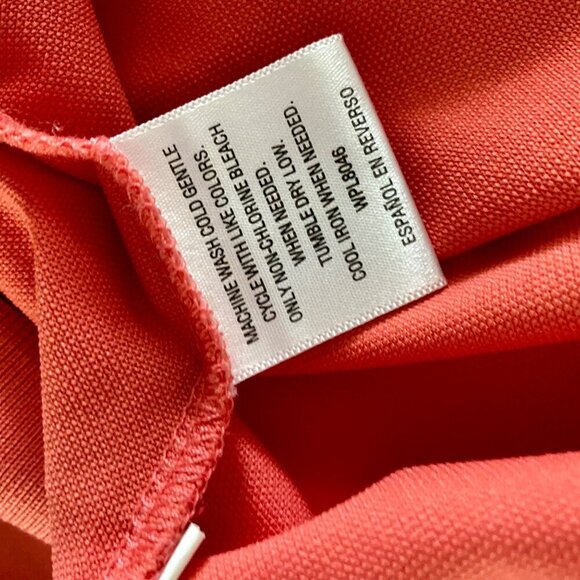 MACHINE WASH COLD GENTLE
CYCLE WITH LIKE COLORS.
ONLY NON-CHLORINE BLEACH
WHEN NEEDED.
TUMBLE DRY LOW.
COOL IRON WHEN NEEDED.
WPL8046
ESPAÑOL EN REVERSO